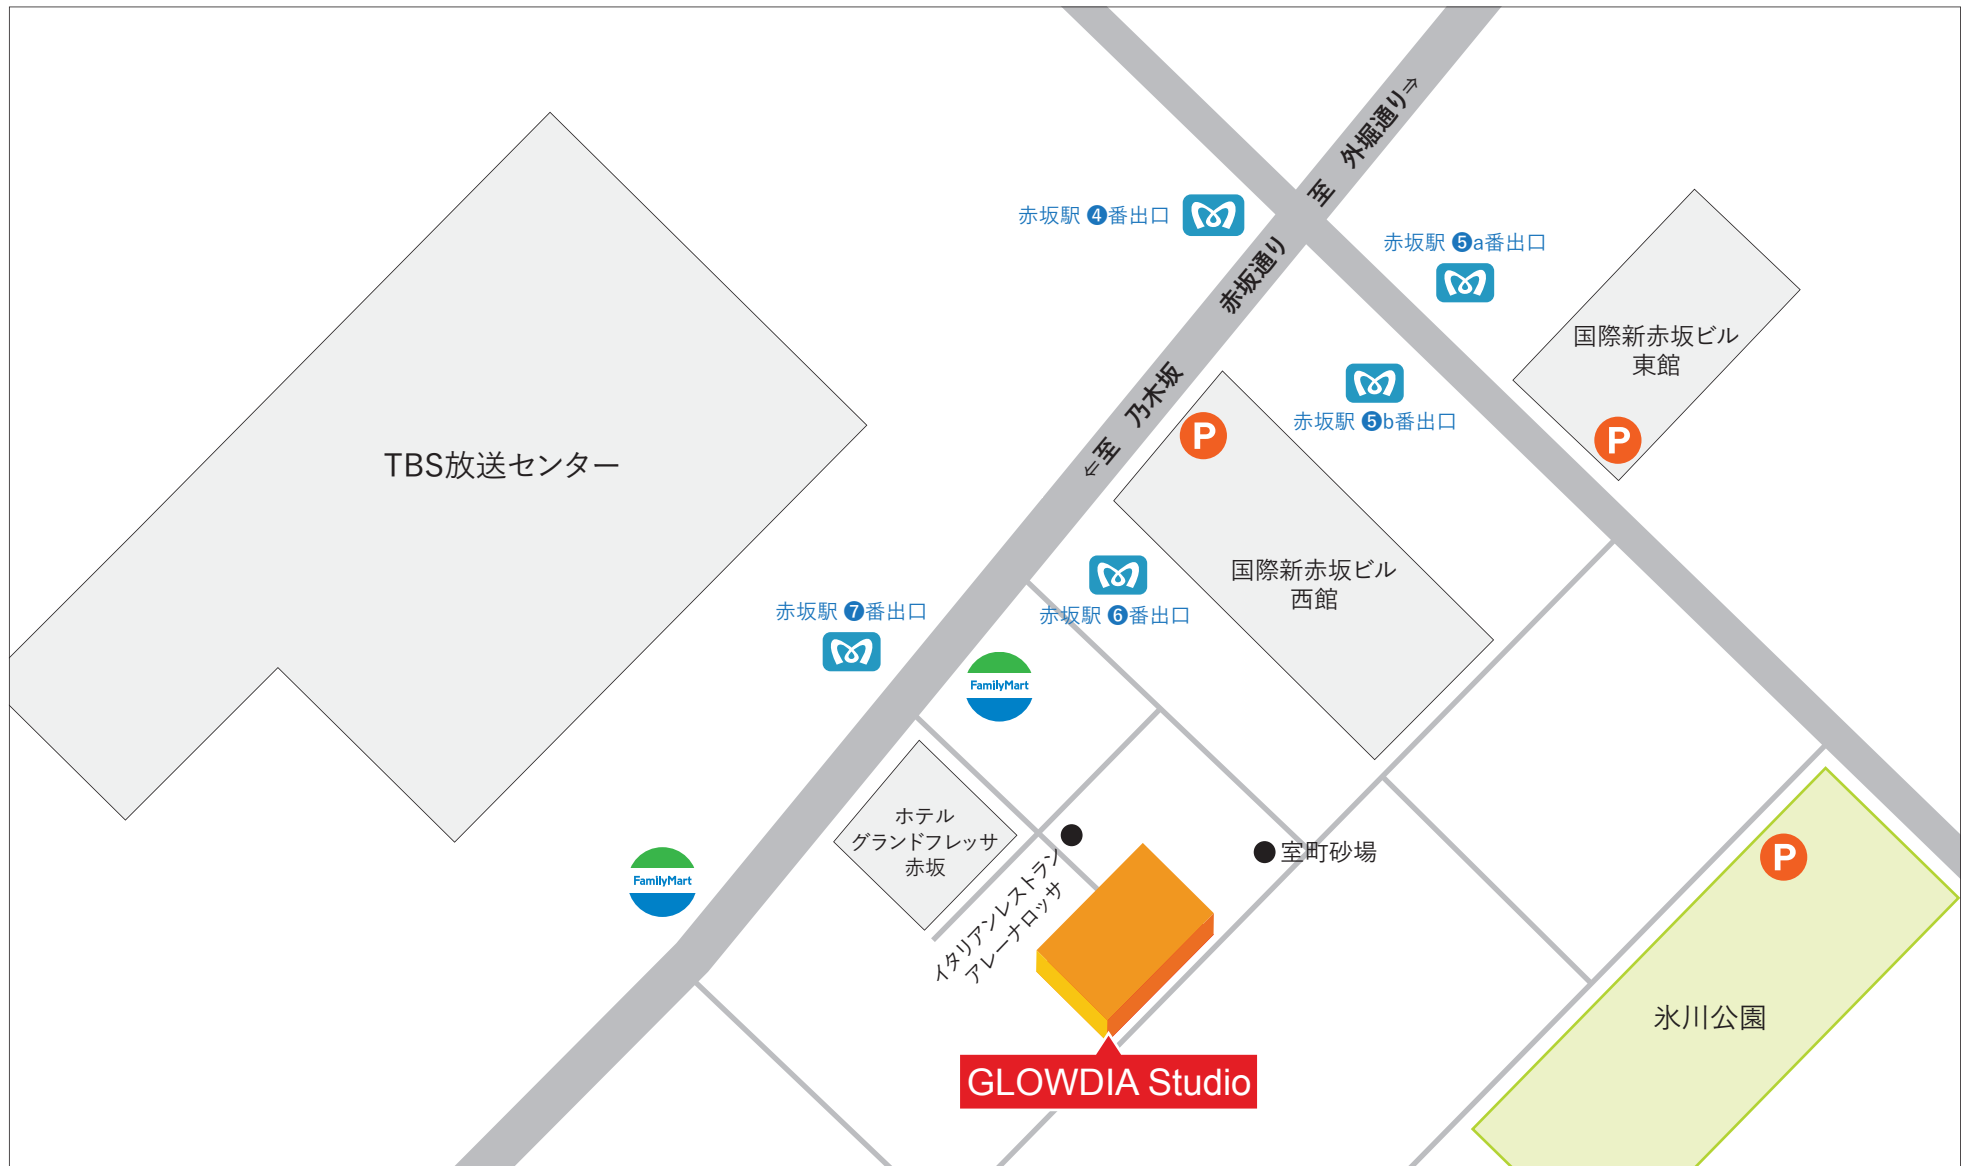 至 外堀通り⇒
赤坂駅 ❹番出口
赤坂駅 ❺a番出口
赤坂通り
国際新赤坂ビル
東館
⇐至 乃木坂
赤坂駅 ❺b番出口
P
P
TBS放送センター
国際新赤坂ビル
西館
赤坂駅 ❼番出口
赤坂駅 ❻番出口
FamilyMart
ホテル
グランドフレッサ
赤坂
FamilyMart
イタリアンレストラン
アレーナロッサ
室町砂場
P
氷川公園
GLOWDIA Studio